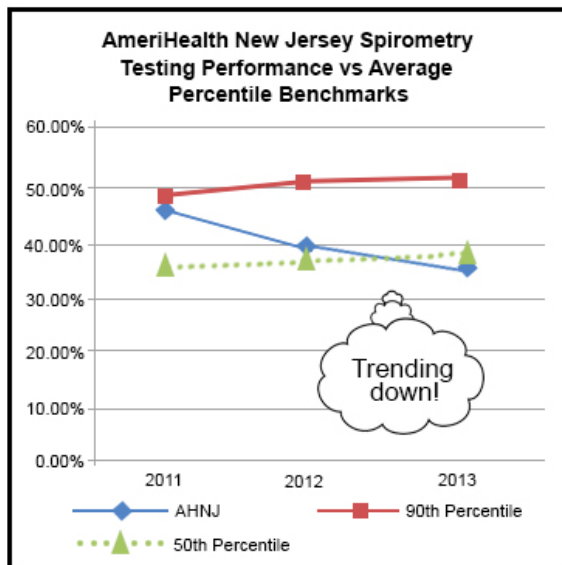 AmeriHealth New Jersey Spirometry
Testing Performance vs Average
Percentile Benchmarks
60.00%
50.00%
40.00%
30.00%
20.00%
10.00%
0.00%
Trending
down!
2011
2012
2013
AHNJ
90th Percentile
50th Percentile